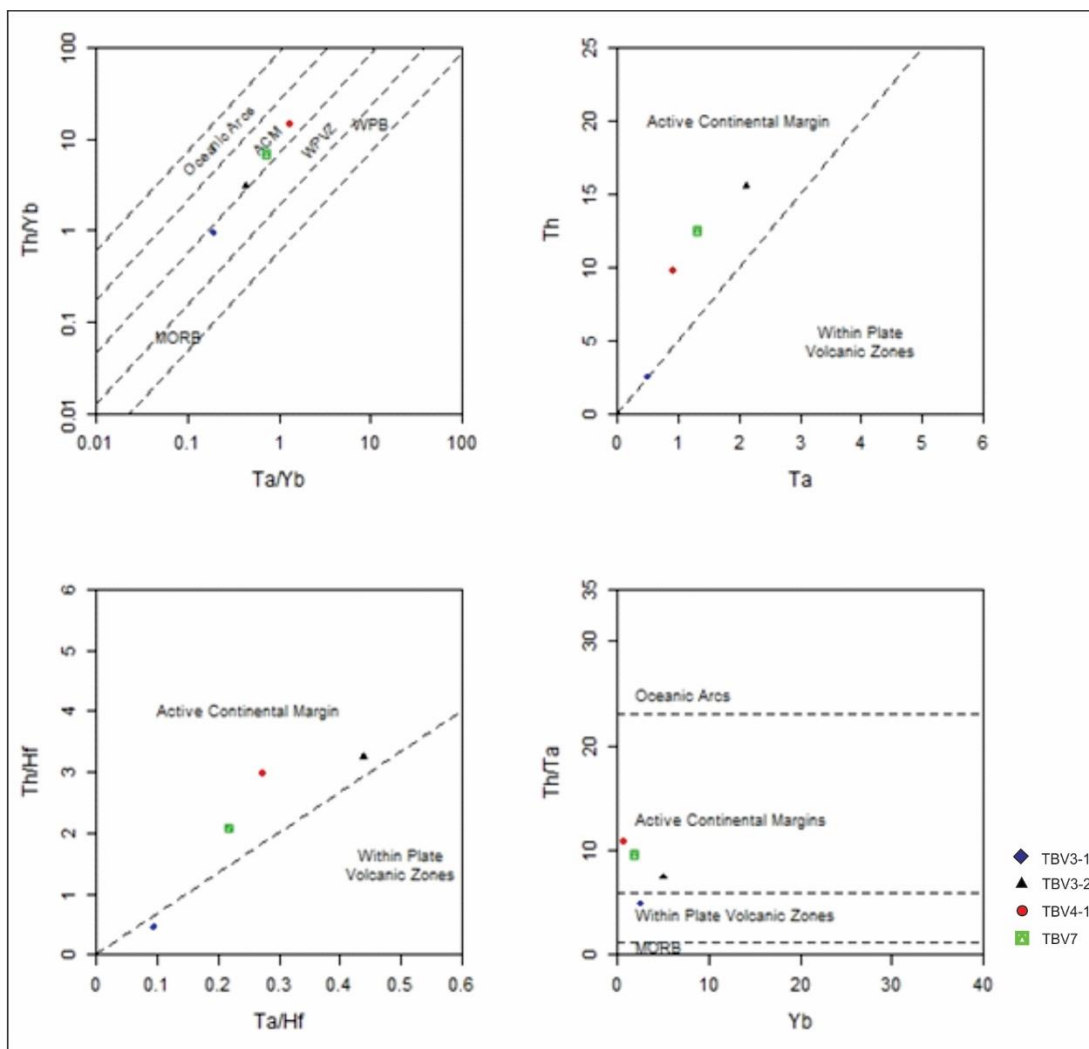 100
10
1
0.1
0.01
Th/Yb
Oceanic Arcs
ACM
WPVZ
WPB
MORB
0.01 0.1 1 10 100
Ta/Yb
25
20
15
10
5
0
Th
Active Continental Margin
Within Plate
Volcanic Zones
0 1 2 3 4 5 6
Ta
6
5
4
3
2
1
0
Th/Hf
Active Continental Margin
Within Plate
Volcanic Zones
0 0.1 0.2 0.3 0.4 0.5 0.6
Ta/Hf
35
30
20
10
0
Th/Ta
Oceanic Arcs
Active Continental Margins
Within Plate Volcanic Zones
MORB
0 10 20 30 40
Yb
TBV3-1
TBV3-2
TBV4-1
TBV7